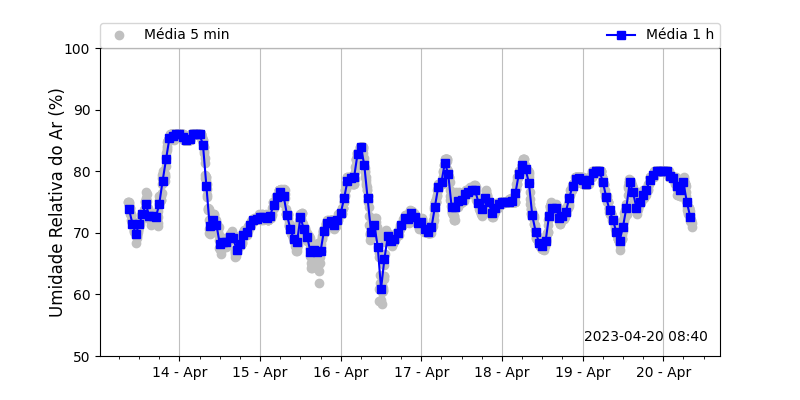 Média 5 min
Média 1 h
Umidade Relativa do Ar (%)
100
90
80
70
60
50
2023-04-20 08:40
14 - Apr
15 - Apr
16 - Apr
17 - Apr
18 - Apr
19 - Apr
20 - Apr